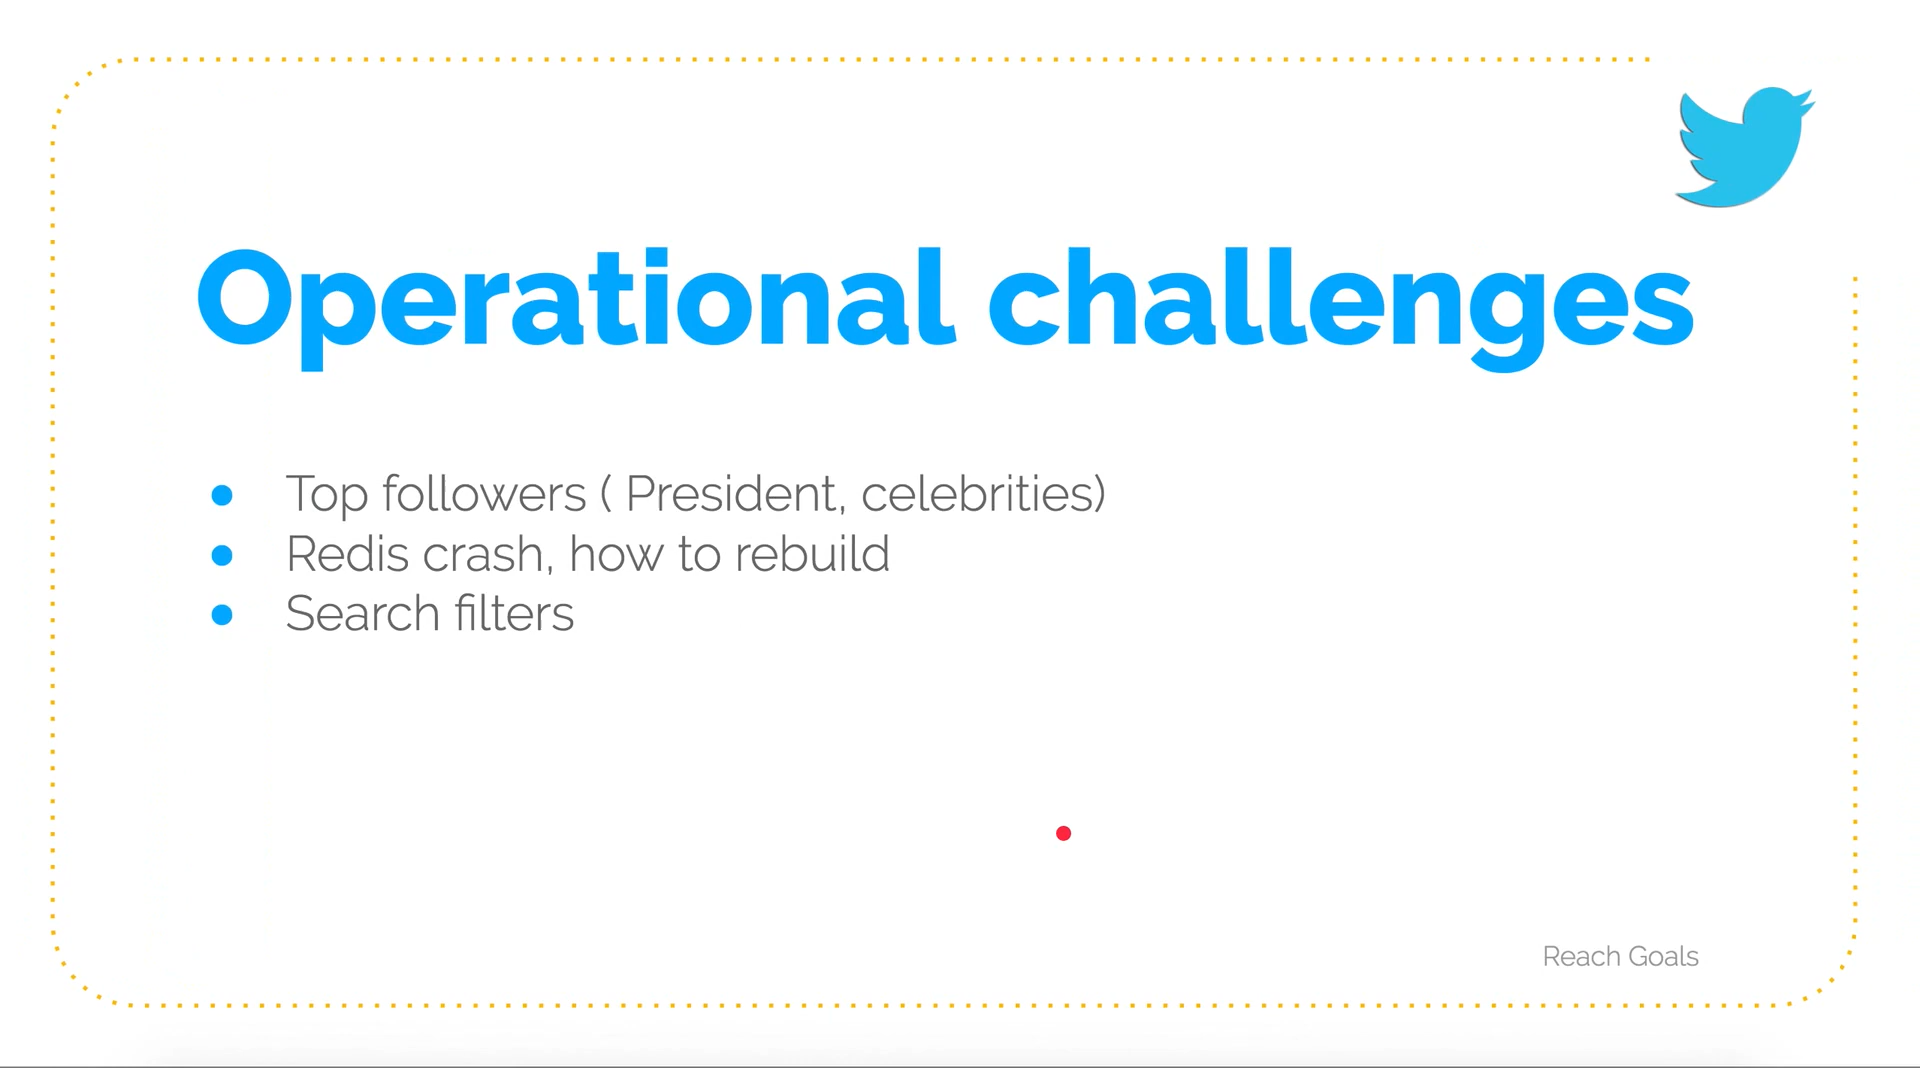 Operational challenges
Top followers ( President, celebrities)
Redis crash, how to rebuild
Search filters
Reach Goals